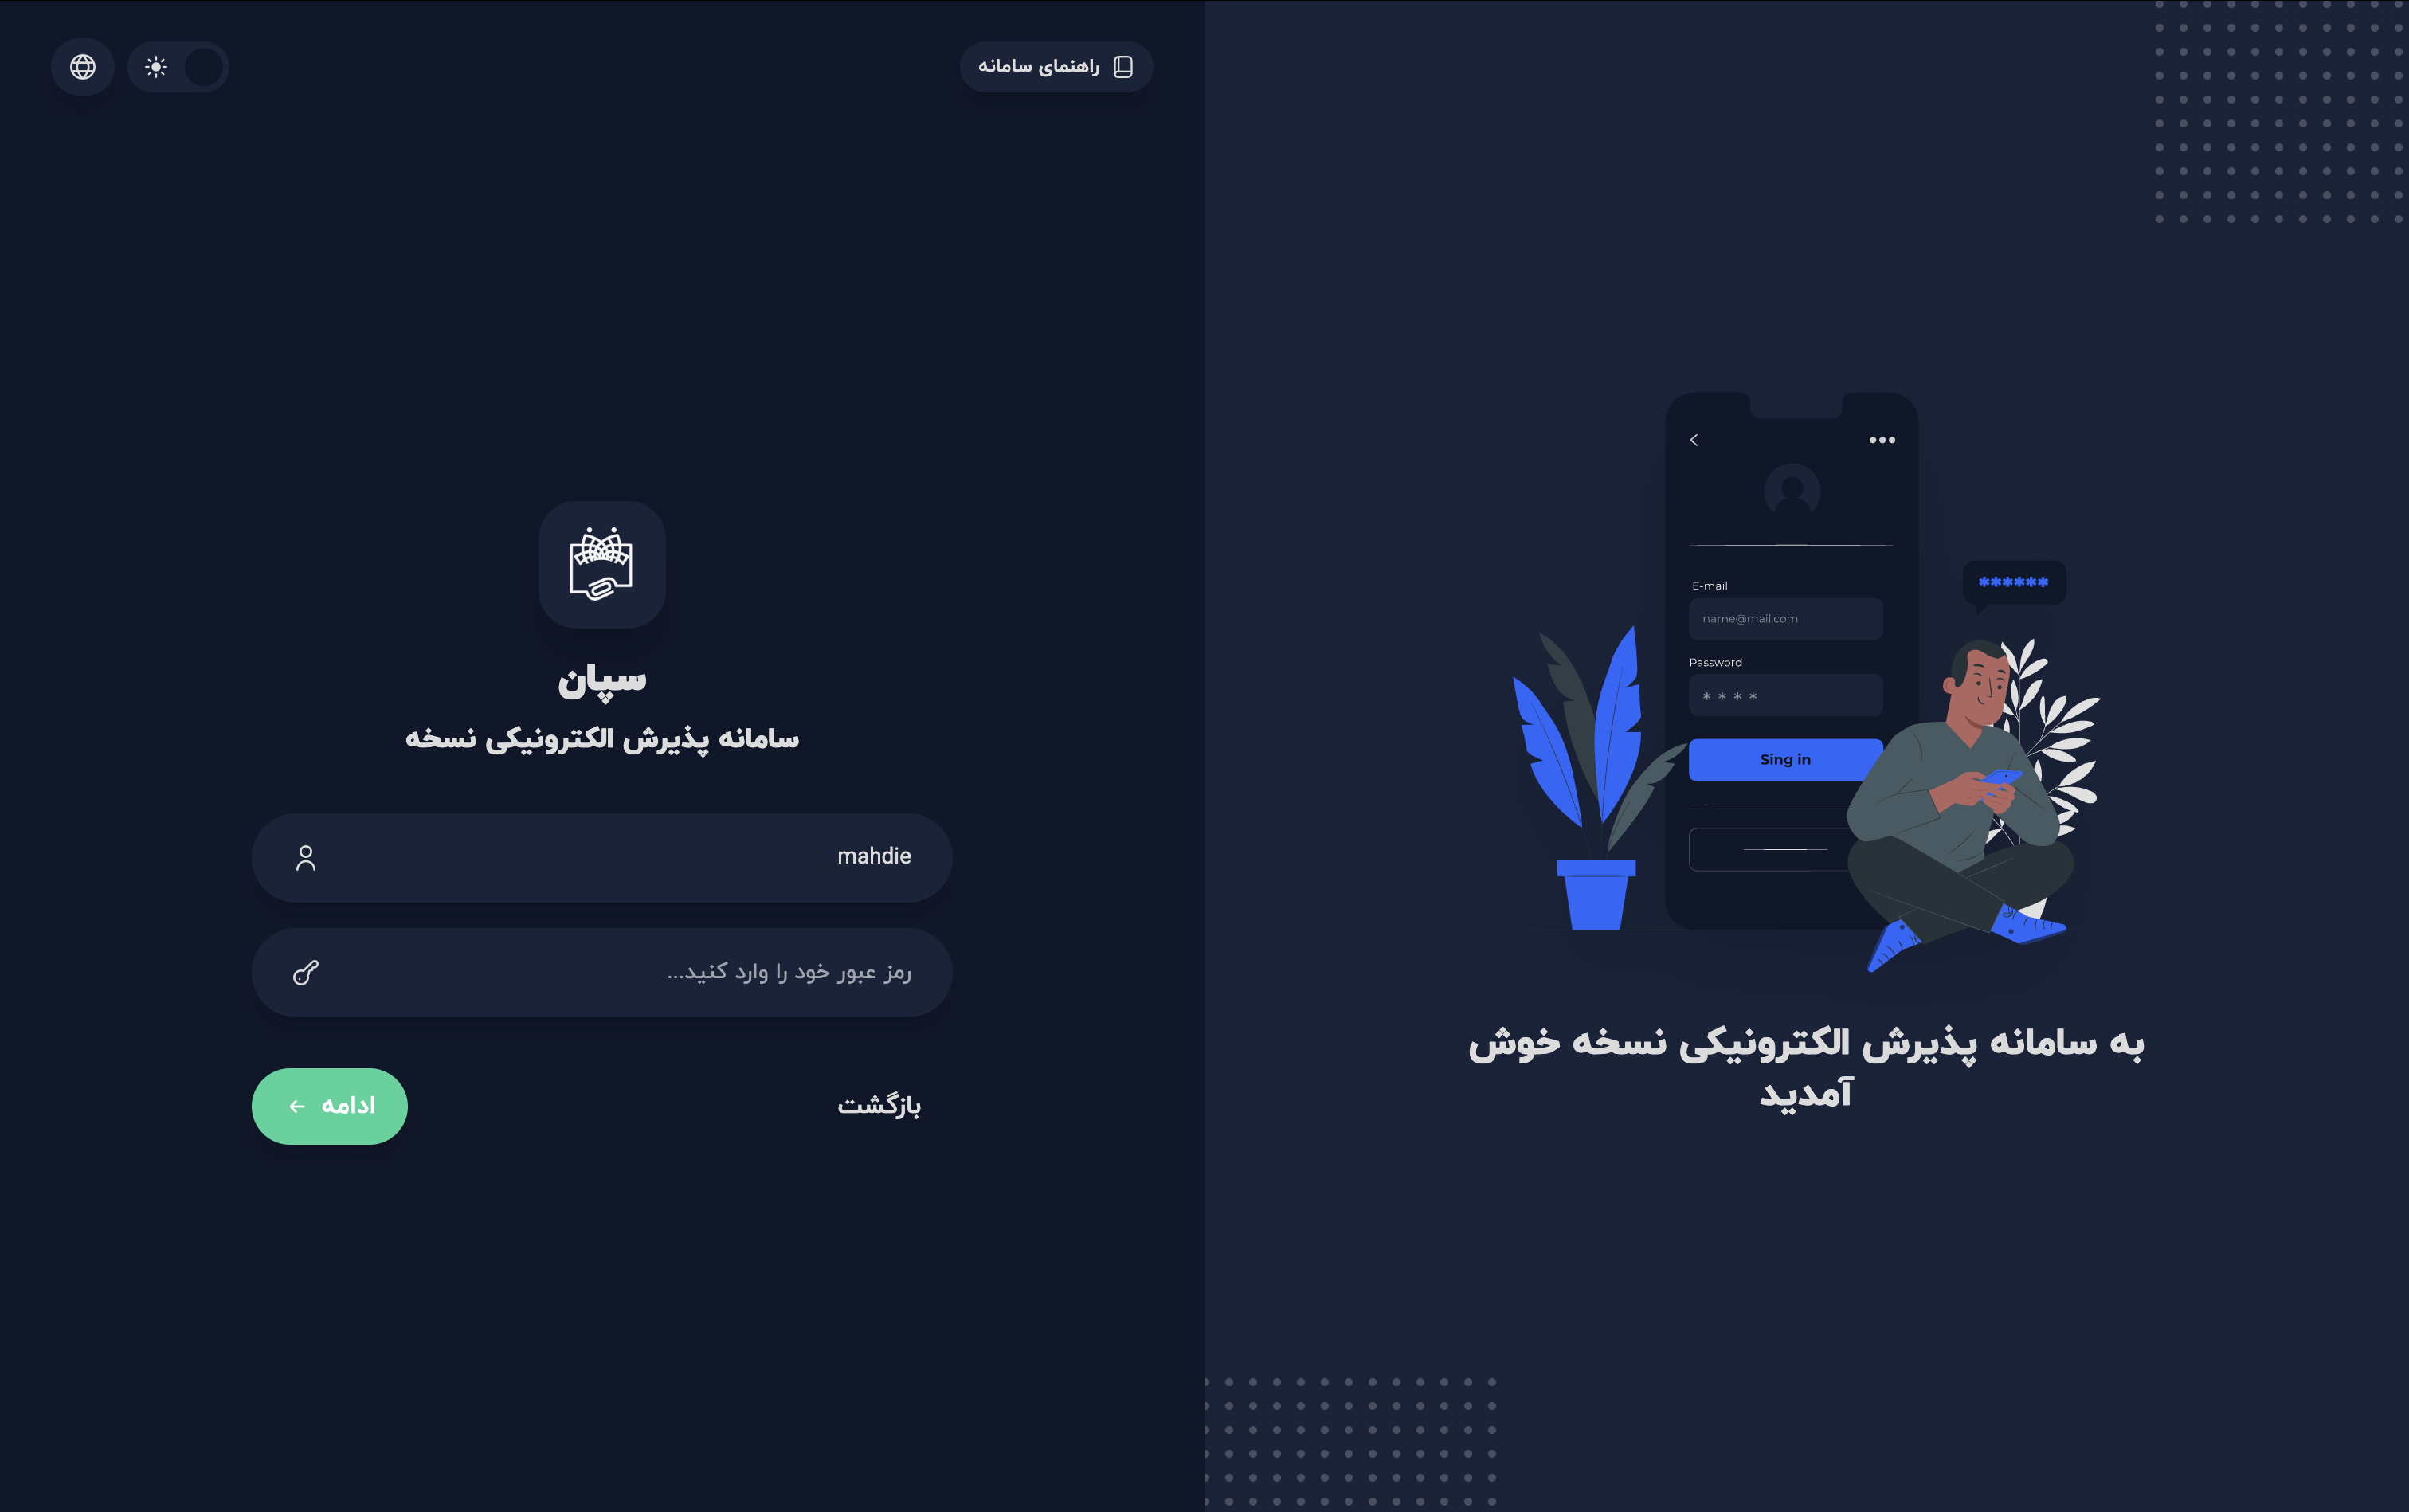 راهنمای سامانه
سپان
سامانه پذیرش الکترونیکی نسخه
mahdie
رمز عبور خود را وارد کنید...
بازگشت
ادامه
E-mail
name@mail.com
Password
* * * *
Sing in
******
به سامانه پذیرش الکترونیکی نسخه خوش
آمدید